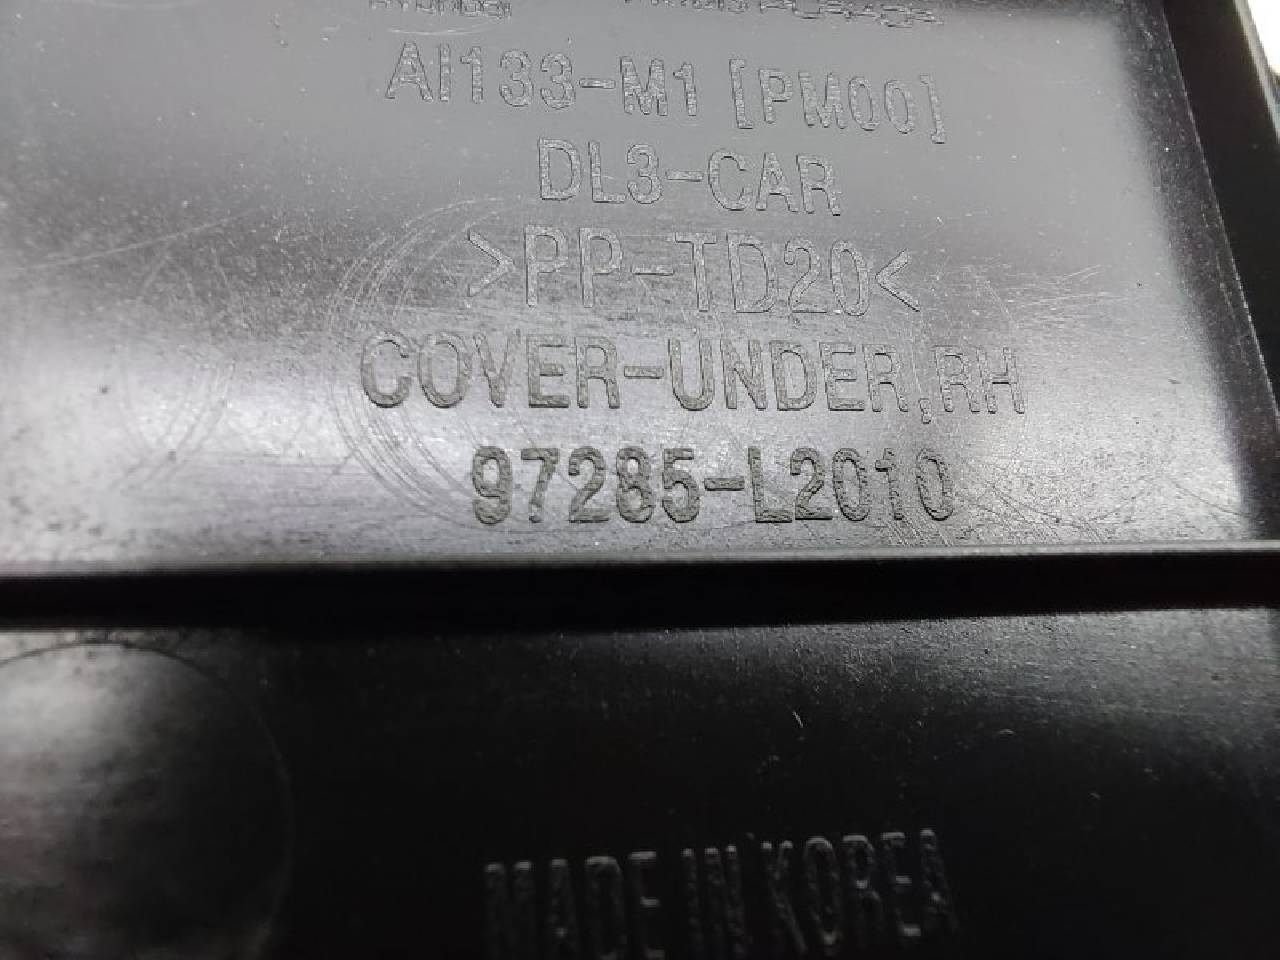 AI133-M1 [PM00]
DL3-CAR
>PP-TD20<
COVER-UNDER,RH
97285-L2010
MADE IN KOREA